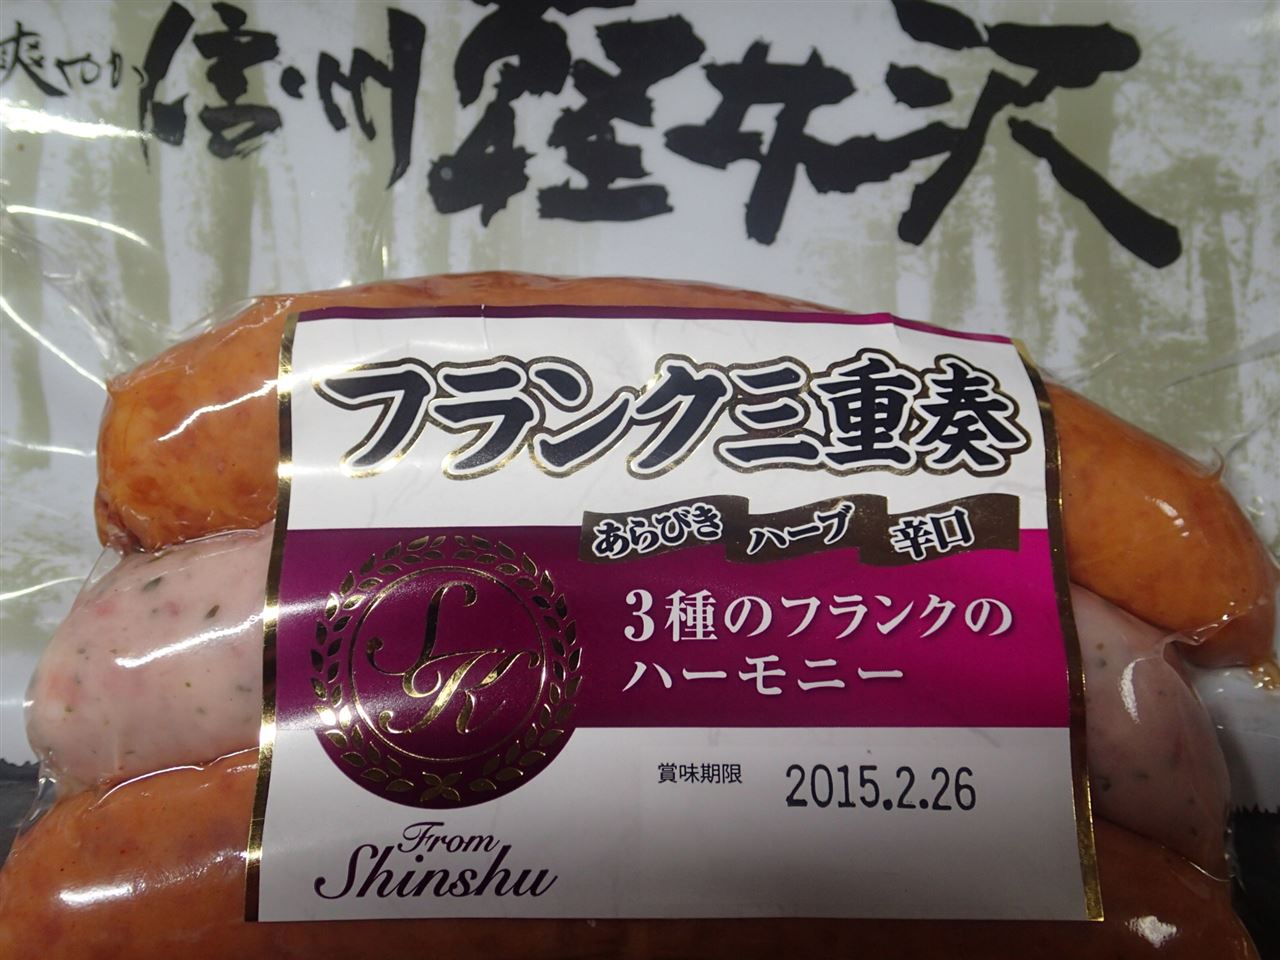 爽やか 信州軽井沢
フランク三重奏
あらびき ハーブ 辛口
3種のフランクの
ハーモニー
SK
賞味期限 2015.2.26
From
Shinshu